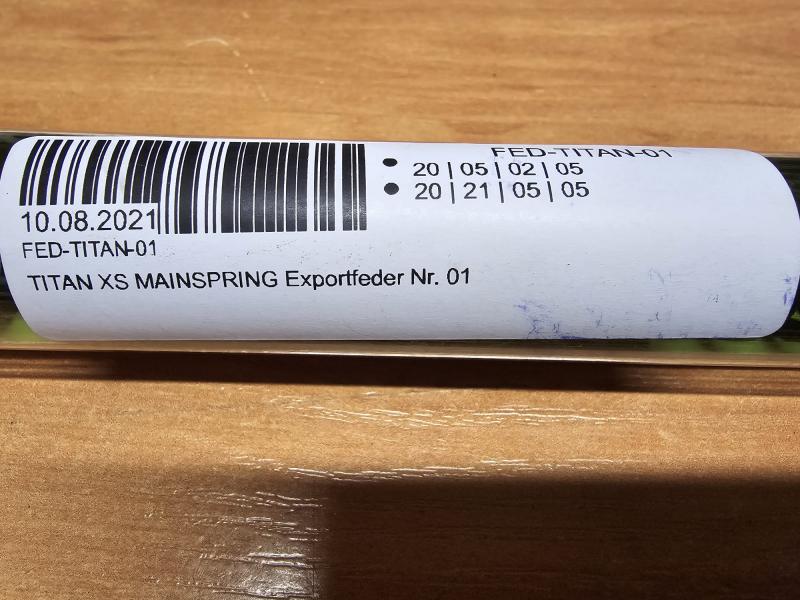 FED-TITAN-01
● 20 | 05 | 02 | 05
● 20 | 21 | 05 | 05
10.08.2021
FED-TITAN-01
TITAN XS MAINSPRING Exportfeder Nr. 01